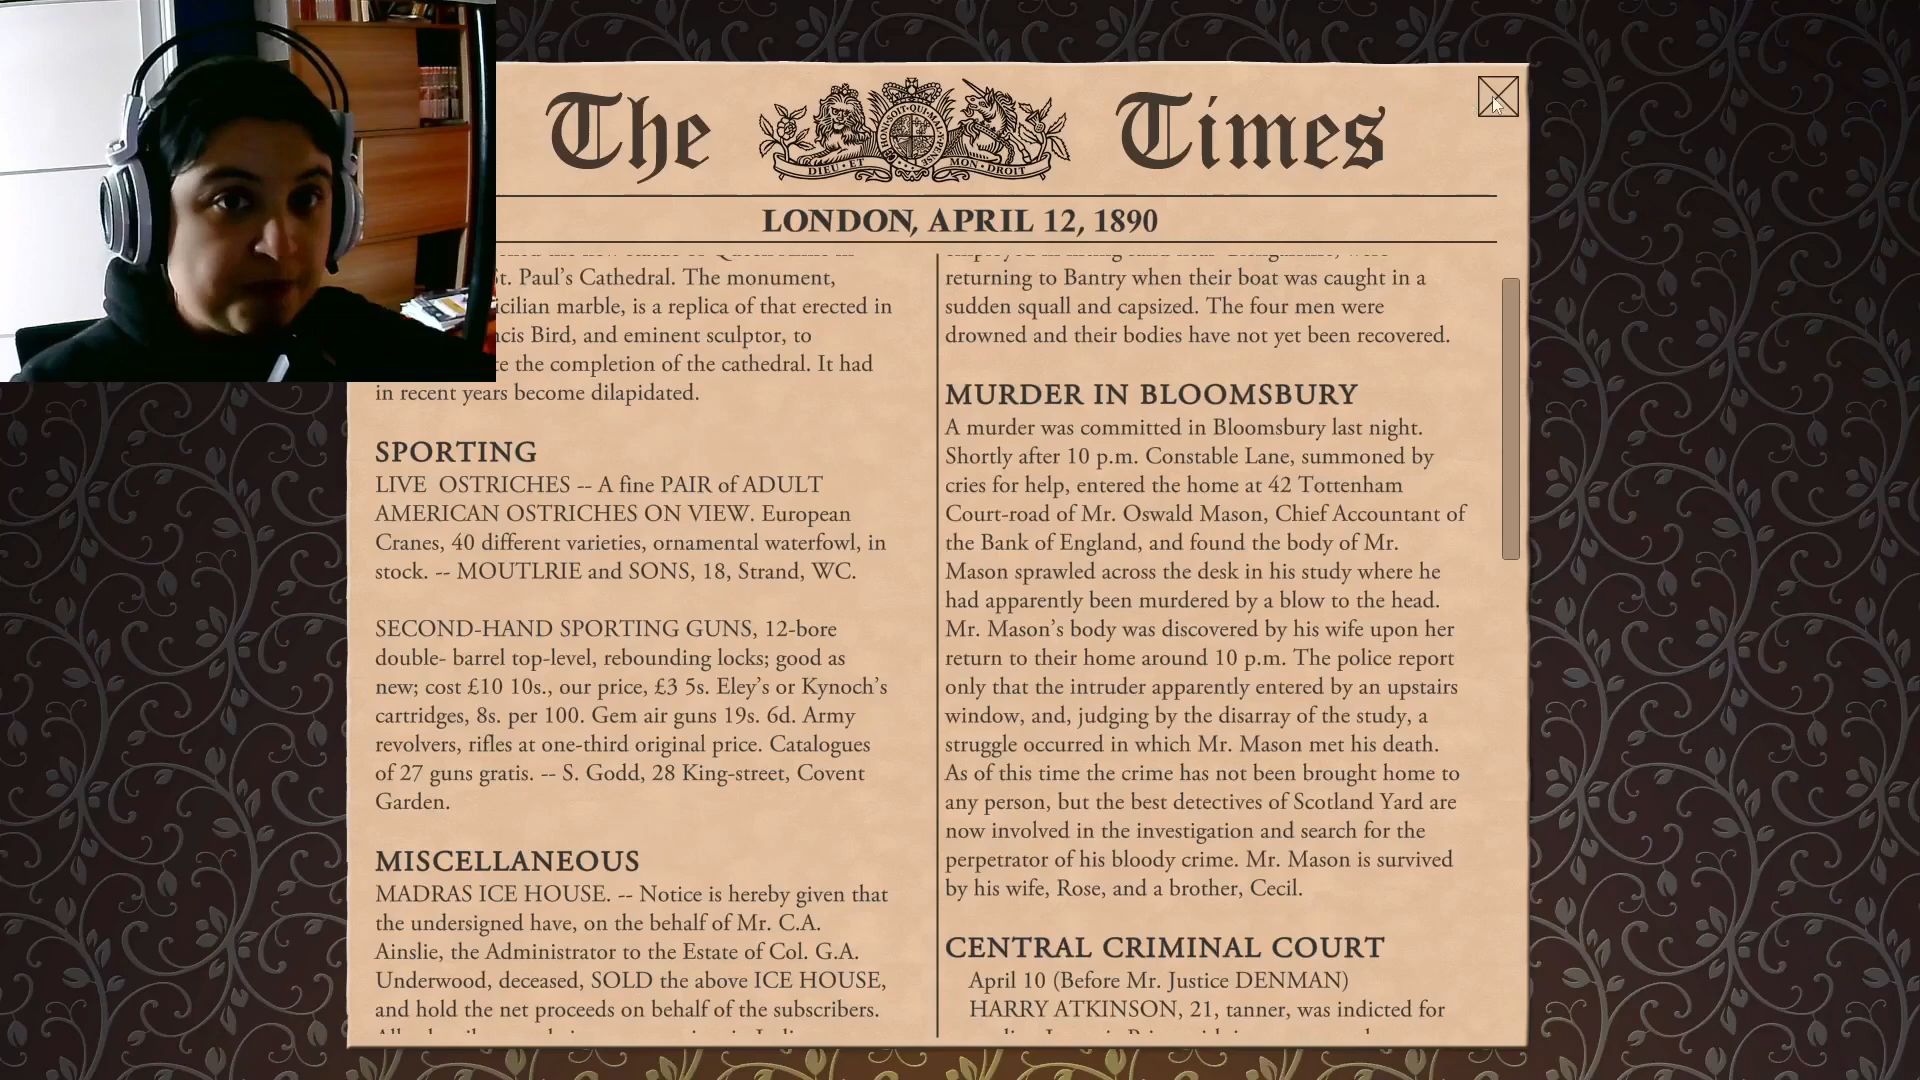 The Times
DIEU · ET MON · DROIT
HONI · SOIT · QUI · MAL · PENSE
LONDON, APRIL 12, 1890
St. Paul's Cathedral. The monument,
is a replica of that erected in
Bird, and eminent sculptor, to
the completion of the cathedral. It had
in recent years become dilapidated.
SPORTING
LIVE OSTRICHES -- A fine PAIR of ADULT
AMERICAN OSTRICHES ON VIEW. European
Cranes, 40 different varieties, ornamental waterfowl, in
stock. -- MOUTLRIE and SONS, 18, Strand, WC.
SECOND-HAND SPORTING GUNS, 12-bore
double- barrel top-level, rebounding locks; good as
new; cost £10 10s., our price, £3 5s. Eley's or Kynoch's
cartridges, 8s. per 100. Gem air guns 19s. 6d. Army
revolvers, rifles at one-third original price. Catalogues
of 27 guns gratis. -- S. Godd, 28 King-street, Covent
Garden.
MISCELLANEOUS
MADRAS ICE HOUSE. -- Notice is hereby given that
the undersigned have, on the behalf of Mr. C.A.
Ainslie, the Administrator to the Estate of Col. G.A.
Underwood, deceased, SOLD the above ICE HOUSE,
and hold the net proceeds on behalf of the subscribers.
returning to Bantry when their boat was caught in a
sudden squall and capsized. The four men were
drowned and their bodies have not yet been recovered.
MURDER IN BLOOMSBURY
A murder was committed in Bloomsbury last night.
Shortly after 10 p.m. Constable Lane, summoned by
cries for help, entered the home at 42 Tottenham
Court-road of Mr. Oswald Mason, Chief Accountant of
the Bank of England, and found the body of Mr.
Mason sprawled across the desk in his study where he
had apparently been murdered by a blow to the head.
Mr. Mason's body was discovered by his wife upon her
return to their home around 10 p.m. The police report
only that the intruder apparently entered by an upstairs
window, and, judging by the disarray of the study, a
struggle occurred in which Mr. Mason met his death.
As of this time the crime has not been brought home to
any person, but the best detectives of Scotland Yard are
now involved in the investigation and search for the
perpetrator of his bloody crime. Mr. Mason is survived
by his wife, Rose, and a brother, Cecil.
CENTRAL CRIMINAL COURT
April 10 (Before Mr. Justice DENMAN)
HARRY ATKINSON, 21, tanner, was indicted for